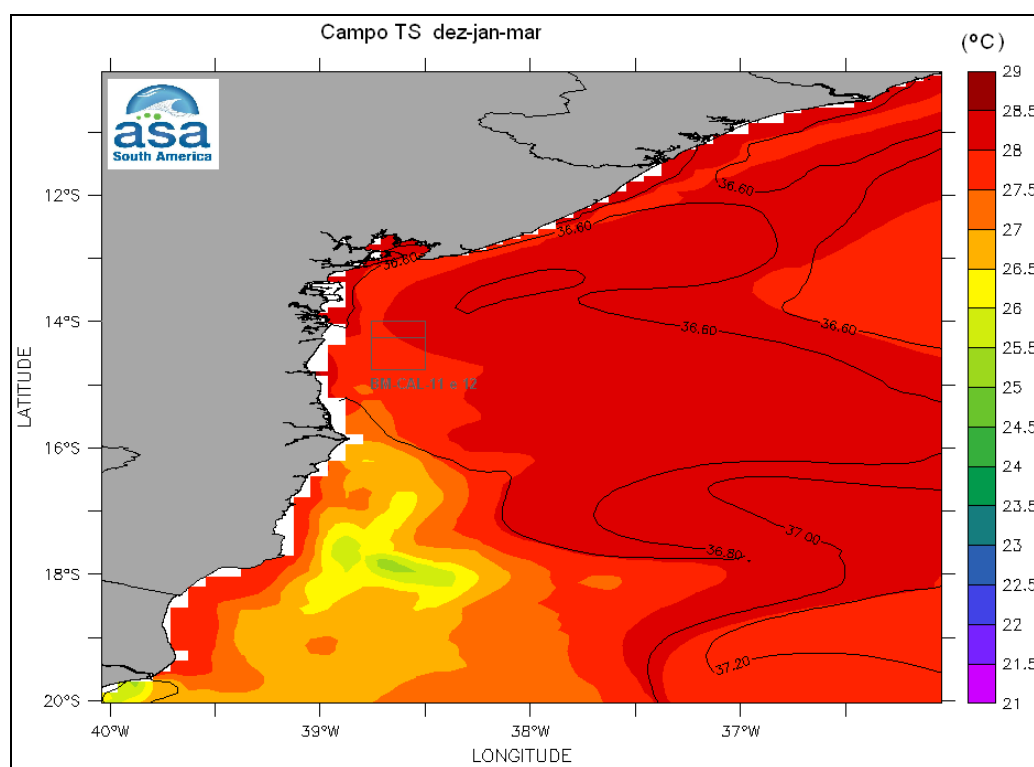 Campo TS dez-jan-mar
(ºC)
asa
South America
29
28.5
28
27.5
27
26.5
26
25.5
25
24.5
24
23.5
23
22.5
22
21.5
21
12°S
14°S
16°S
18°S
20°S
LATITUDE
36.60
36.60
36.80
36.60
36.60
BM-CAL-11 e 12
37.00
36.80
37.20
40°W
39°W
38°W
37°W
LONGITUDE